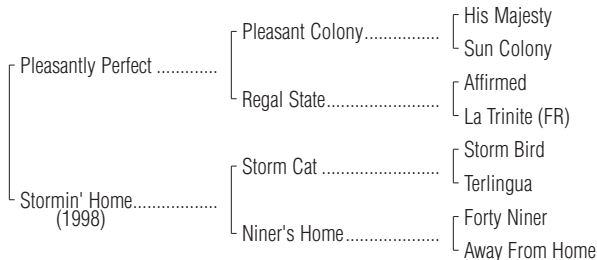 His Majesty
Pleasant Colony.................
Sun Colony
Pleasantly Perfect .............
Affirmed
Regal State.........................
La Trinite (FR)
Storm Bird
Storm Cat ..........................
Terlingua
Stormin' Home..................
(1998)
Forty Niner
Niner's Home.....................
Away From Home